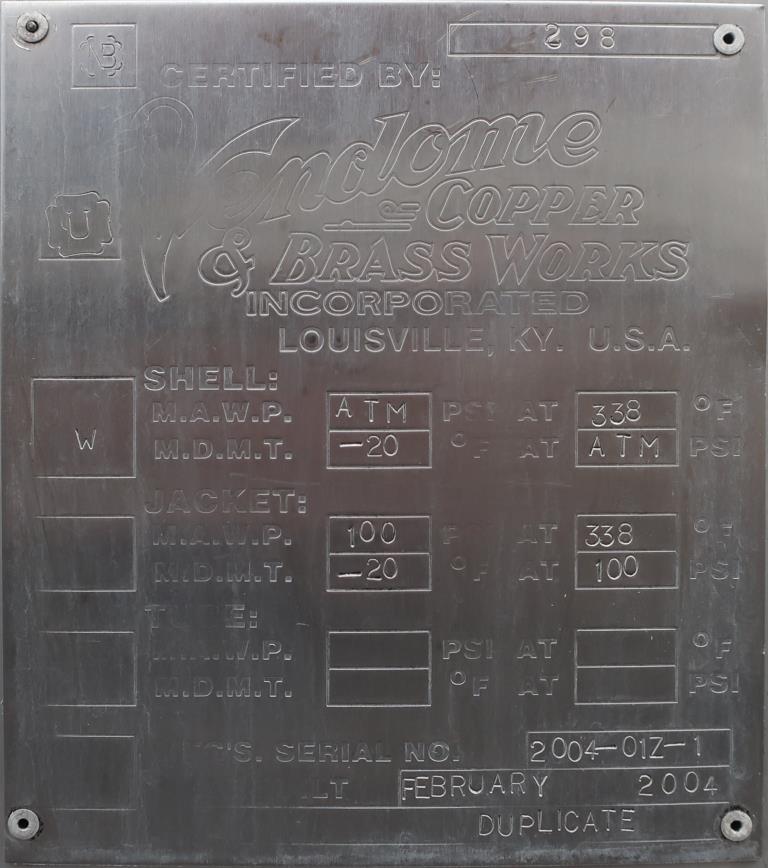 NB 298
CERTIFIED BY:
Vendome
COPPER
U
& BRASS WORKS
INCORPORATED
LOUISVILLE, KY. U.S.A.
SHELL:
M.A.W.P. ATM PSI AT 338 °F
W
M.D.M.T. -20 °F AT ATM PSI
JACKET:
M.A.W.P. 100 PSI AT 338 °F
M.D.M.T. -20 °F AT 100 PSI
TUBE:
M.A.W.P. PSI AT °F
M.D.M.T. °F AT PSI
SERIAL NO. 2004-01Z-1
FEBRUARY 2004
DUPLICATE